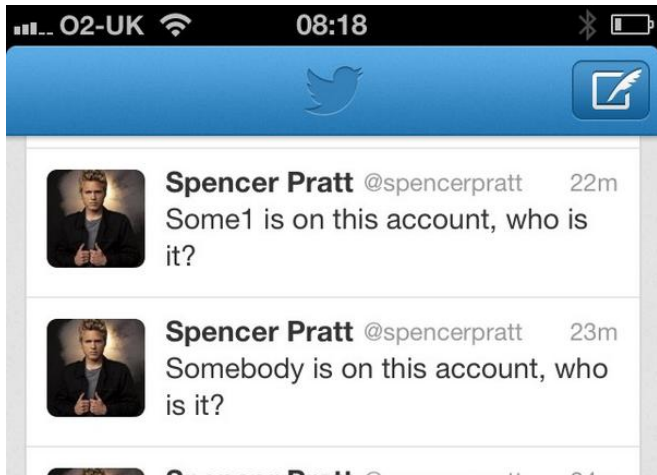 O2-UK 08:18
Spencer Pratt @spencerpratt 22m
Some1 is on this account, who is
it?
Spencer Pratt @spencerpratt 23m
Somebody is on this account, who
is it?